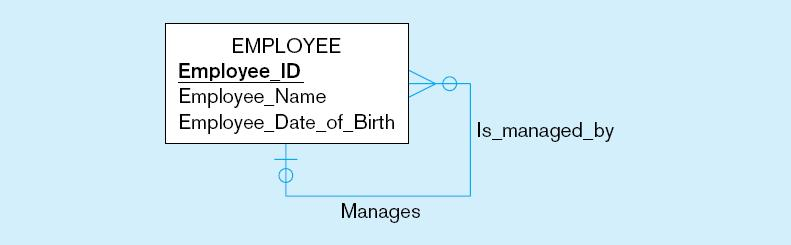 EMPLOYEE
Employee_ID
Employee_Name
Employee_Date_of_Birth
Is_managed_by
Manages